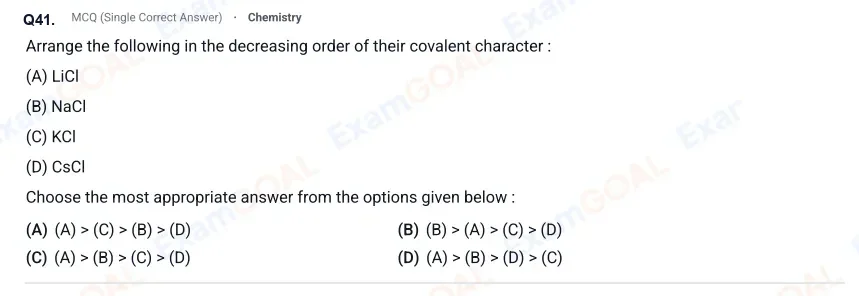 Q41. MCQ (Single Correct Answer) · Chemistry
Arrange the following in the decreasing order of their covalent character :
(A) LiCl
(B) NaCl
(C) KCl
(D) CsCl
Choose the most appropriate answer from the options given below :
(A) (A) > (C) > (B) > (D) (B) (B) > (A) > (C) > (D)
(C) (A) > (B) > (C) > (D) (D) (A) > (B) > (D) > (C)
ExamGOAL